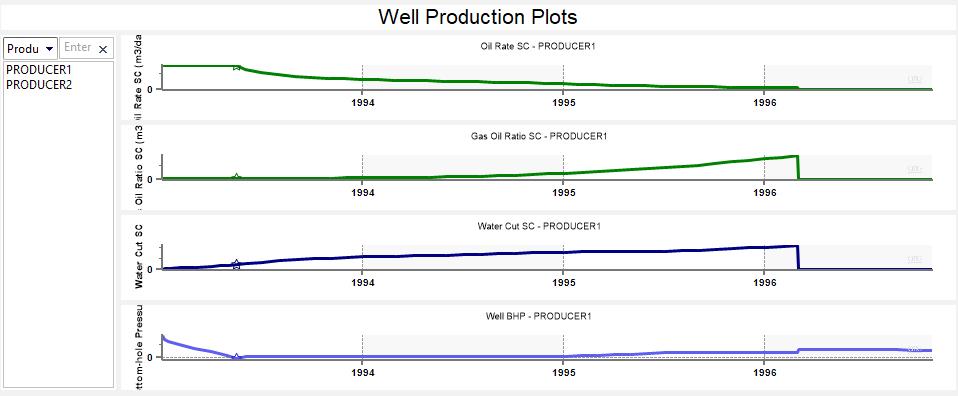 Well Production Plots
Produ
Enter
PRODUCER1
PRODUCER2
Oil Rate SC - PRODUCER1
il Rate SC (m3/da
0
1994
1995
1996
Gas Oil Ratio SC - PRODUCER1
Oil Ratio SC (m3
0
1994
1995
1996
Water Cut SC - PRODUCER1
Water Cut SC
0
1994
1995
1996
Well BHP - PRODUCER1
ttom-hole Pressu
0
1994
1995
1996